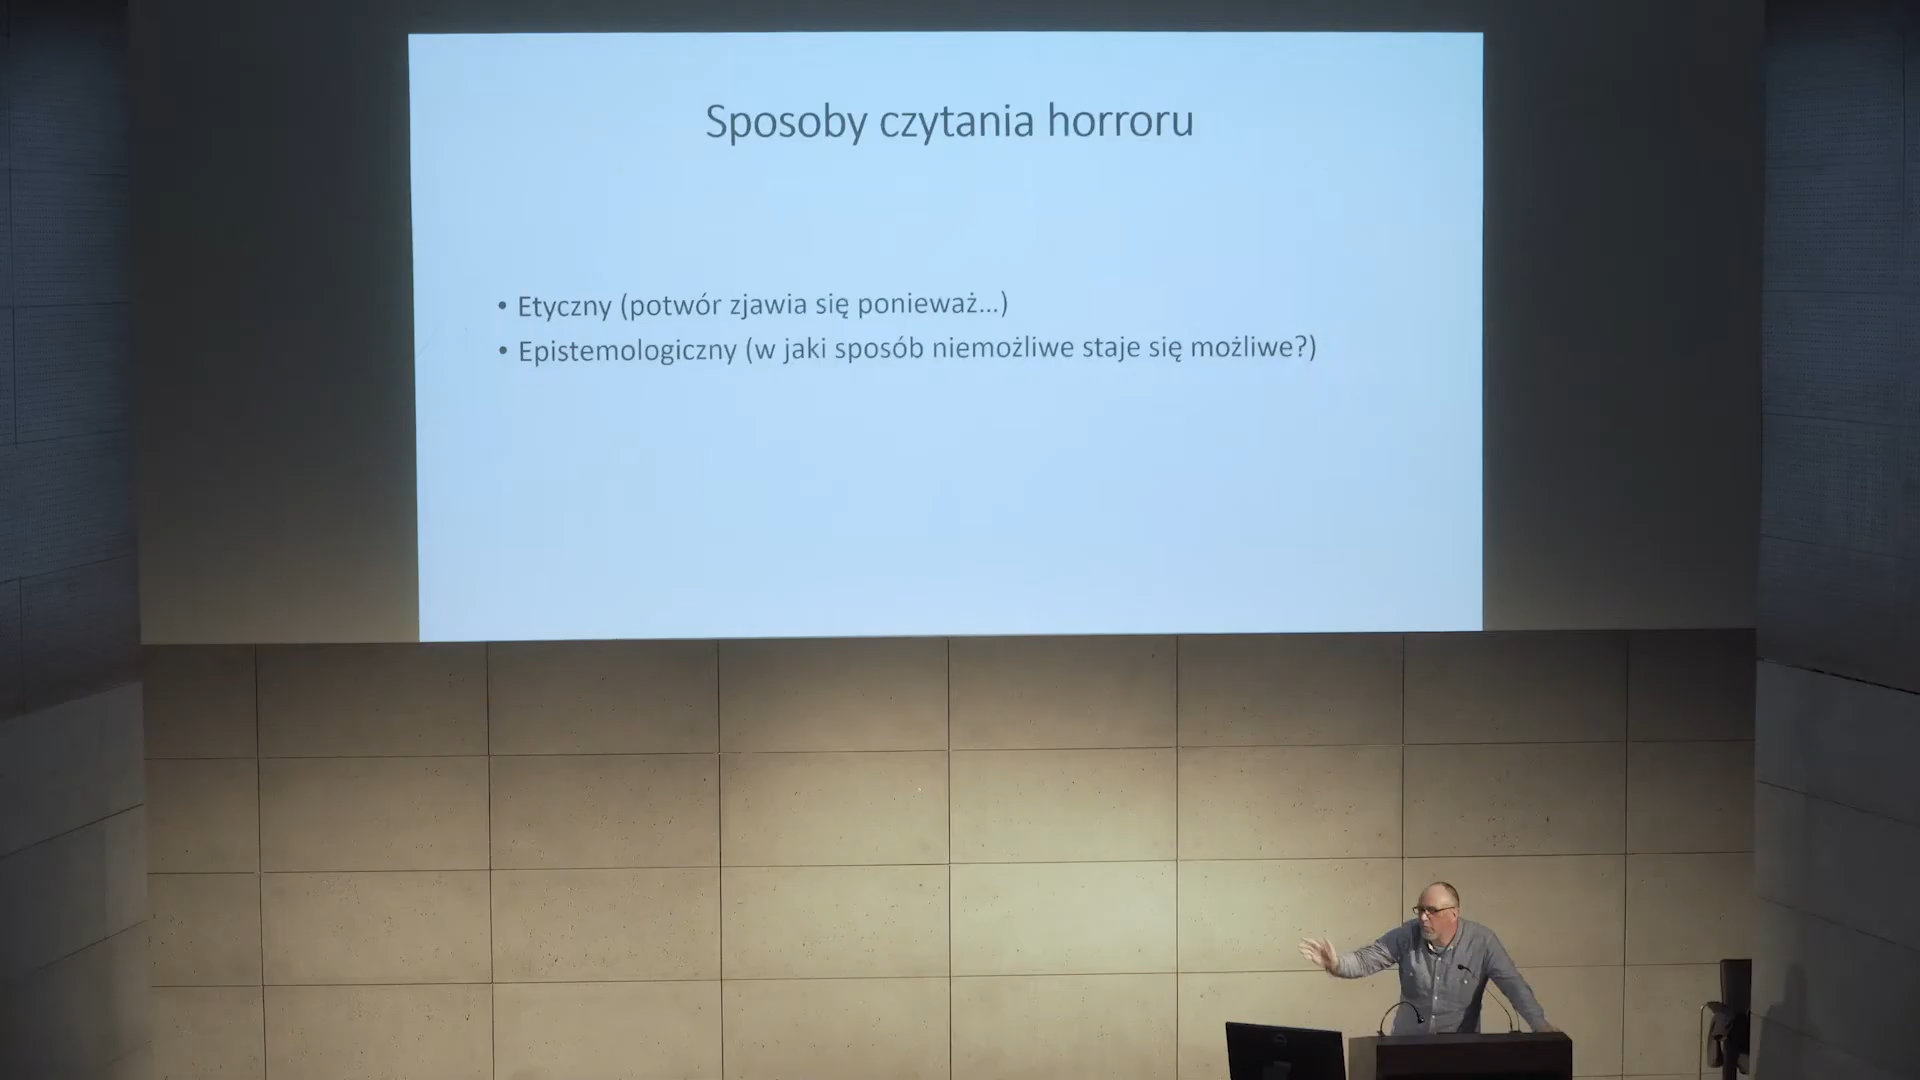 Sposoby czytania horroru
• Etyczny (potwór zjawia się ponieważ...)
• Epistemologiczny (w jaki sposób niemożliwe staje się możliwe?)